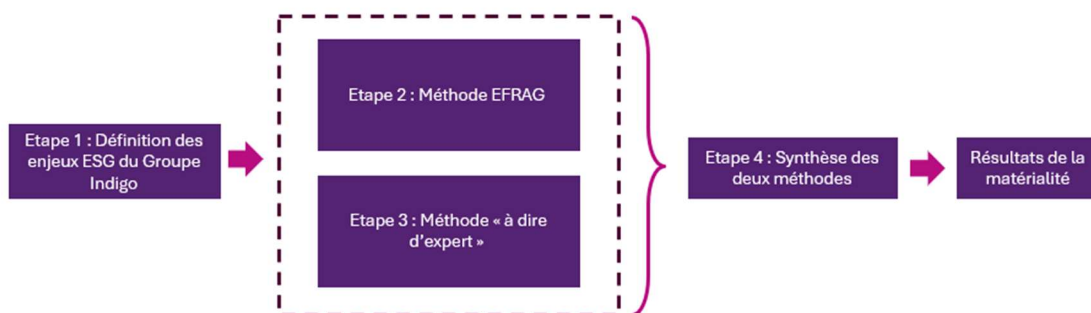 Etape 1 : Définition des
enjeux ESG du Groupe
Indigo
Etape 2 : Méthode EFRAG
Etape 3 : Méthode « à dire
d’expert »
Etape 4 : Synthèse des
deux méthodes
Résultats de la
matérialité